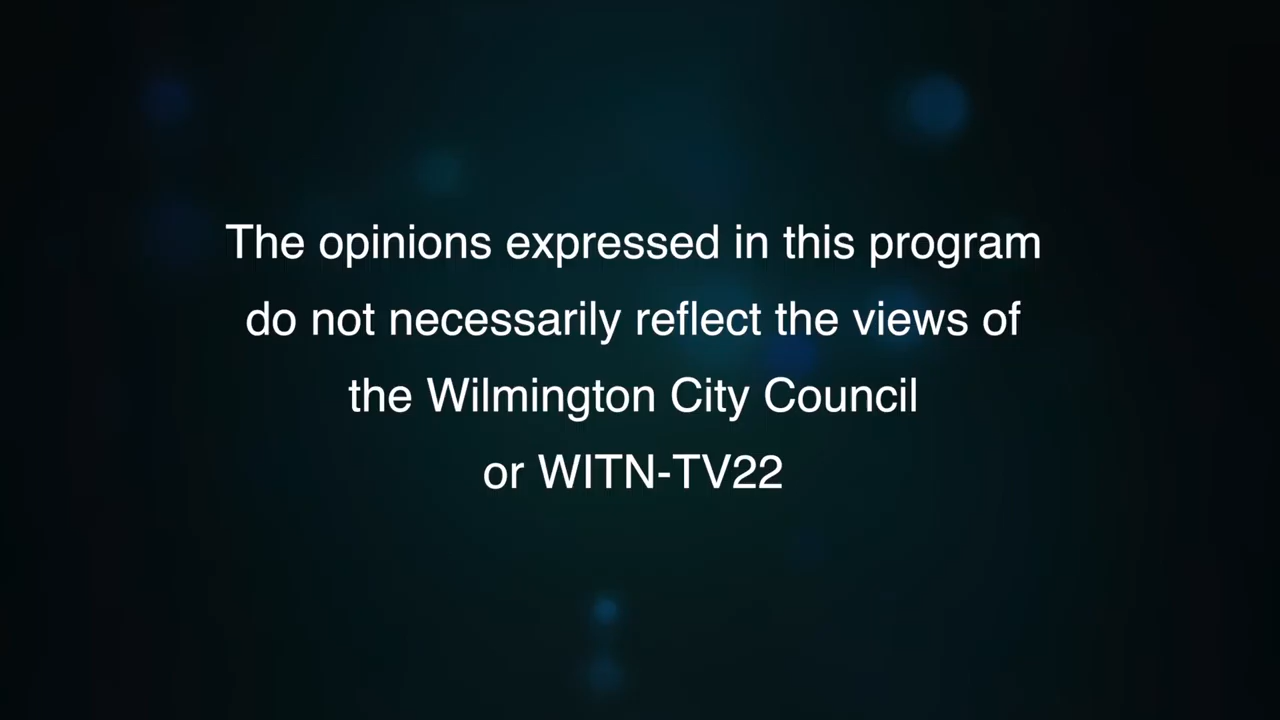 The opinions expressed in this program
do not necessarily reflect the views of
the Wilmington City Council
or WITN-TV22